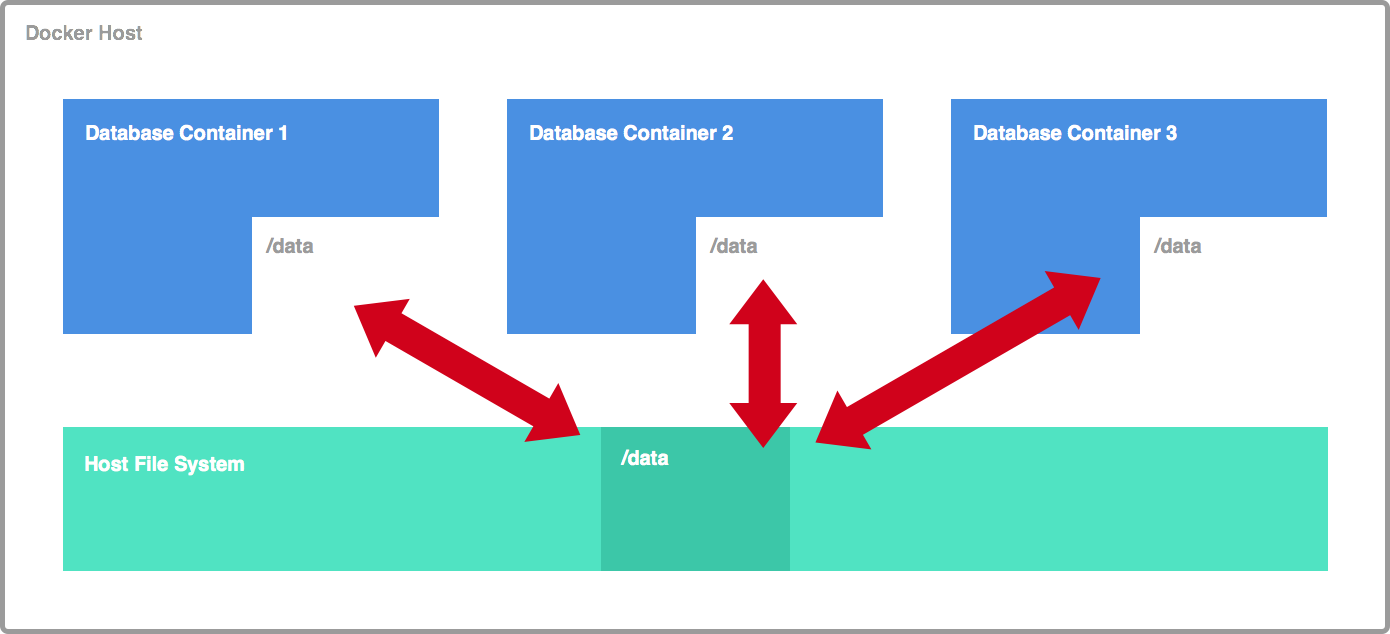 Docker Host
Database Container 1
Database Container 2
Database Container 3
/data
/data
/data
Host File System
/data